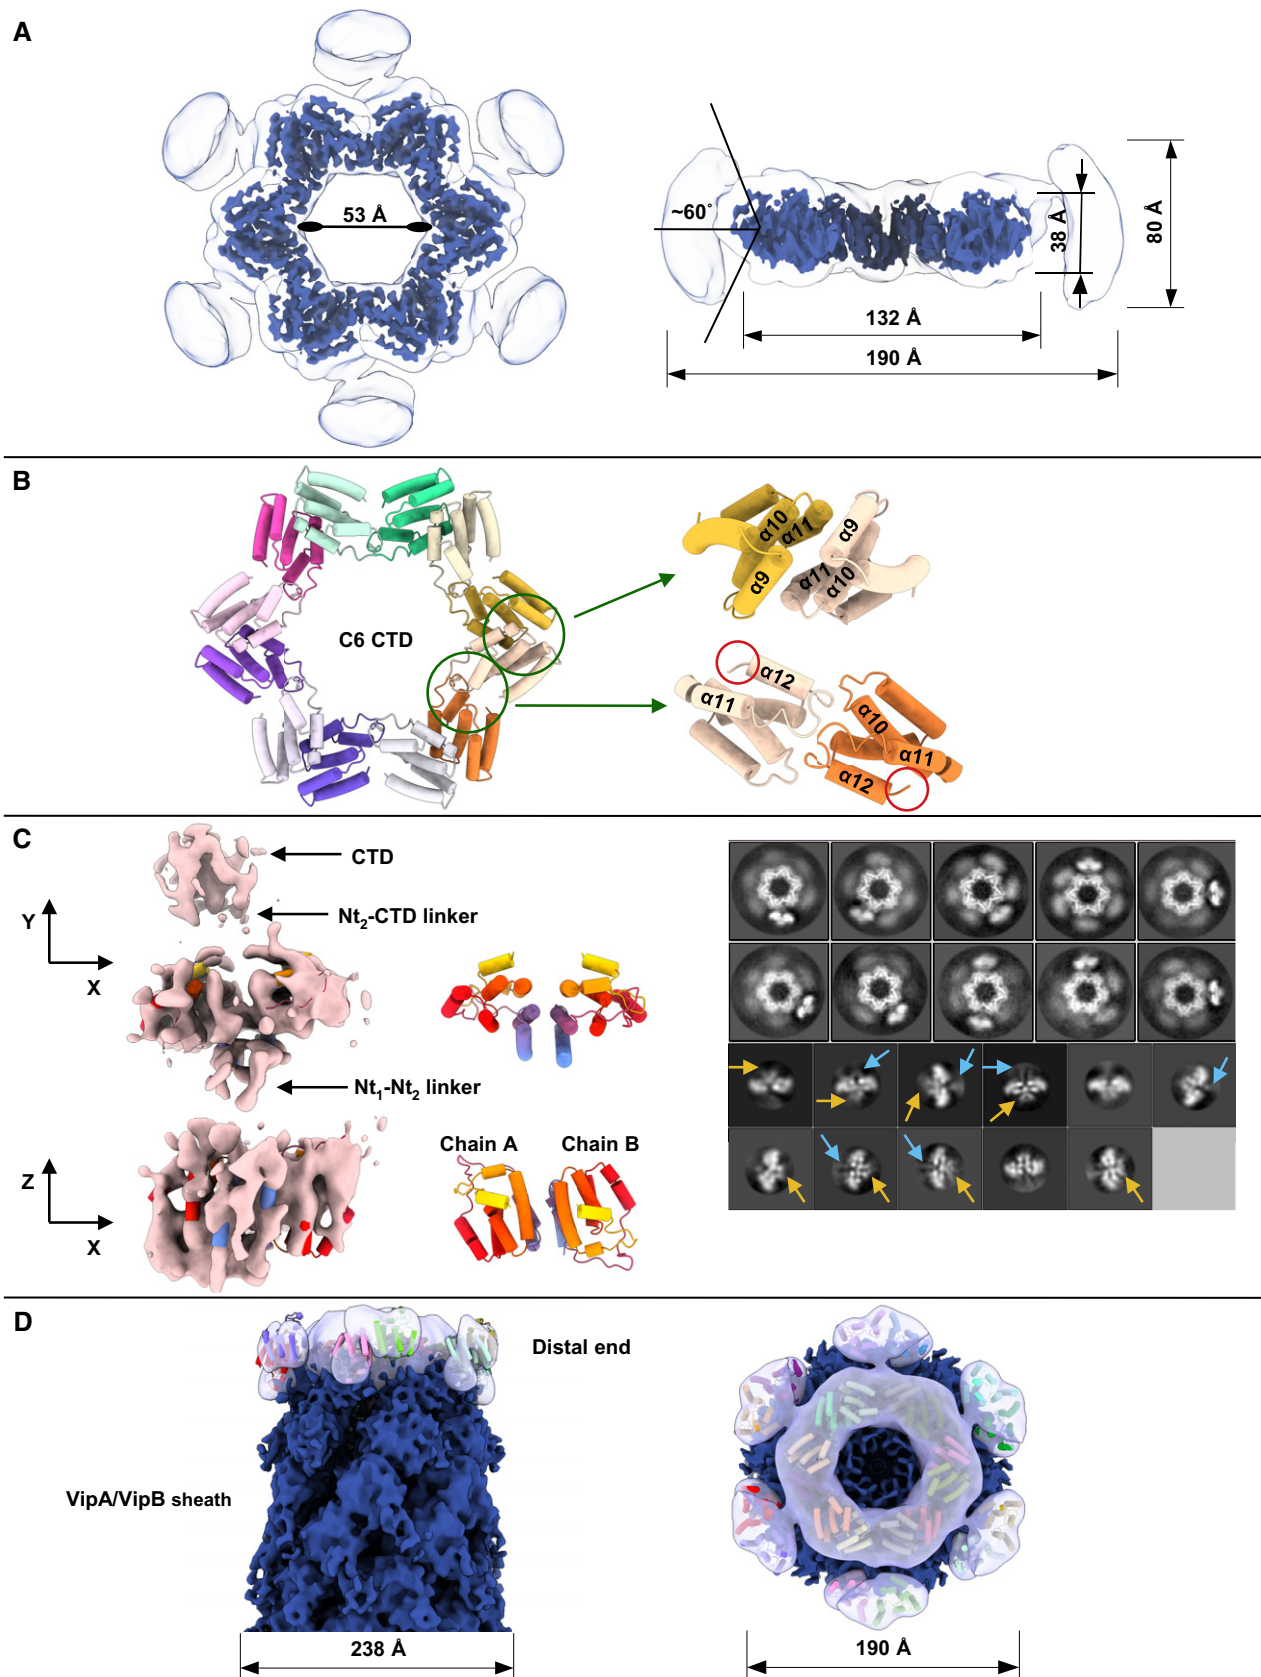 A
53 Å
~60°
38 Å
80 Å
132 Å
190 Å
B
C6 CTD
α10
α11
α9
α9
α11
α10
α12
α11
α10
α11
α12
C
CTD
Nt2-CTD linker
Y
X
Nt1-Nt2 linker
Chain A
Chain B
Z
X
D
Distal end
VipA/VipB sheath
238 Å
190 Å